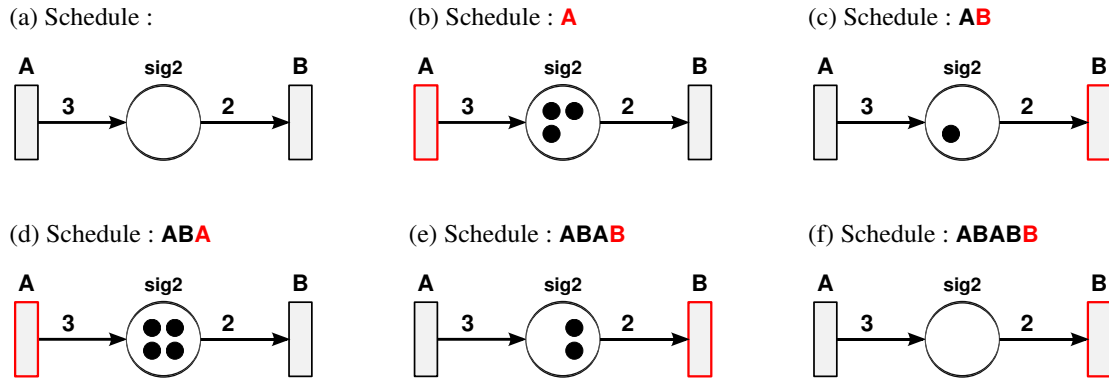 (a) Schedule :
(b) Schedule : A
(c) Schedule : AB
A
sig2
B
3
2
A
sig2
B
3
2
A
sig2
B
3
2
(d) Schedule : ABA
(e) Schedule : ABAB
(f) Schedule : ABABB
A
sig2
B
3
2
A
sig2
B
3
2
A
sig2
B
3
2